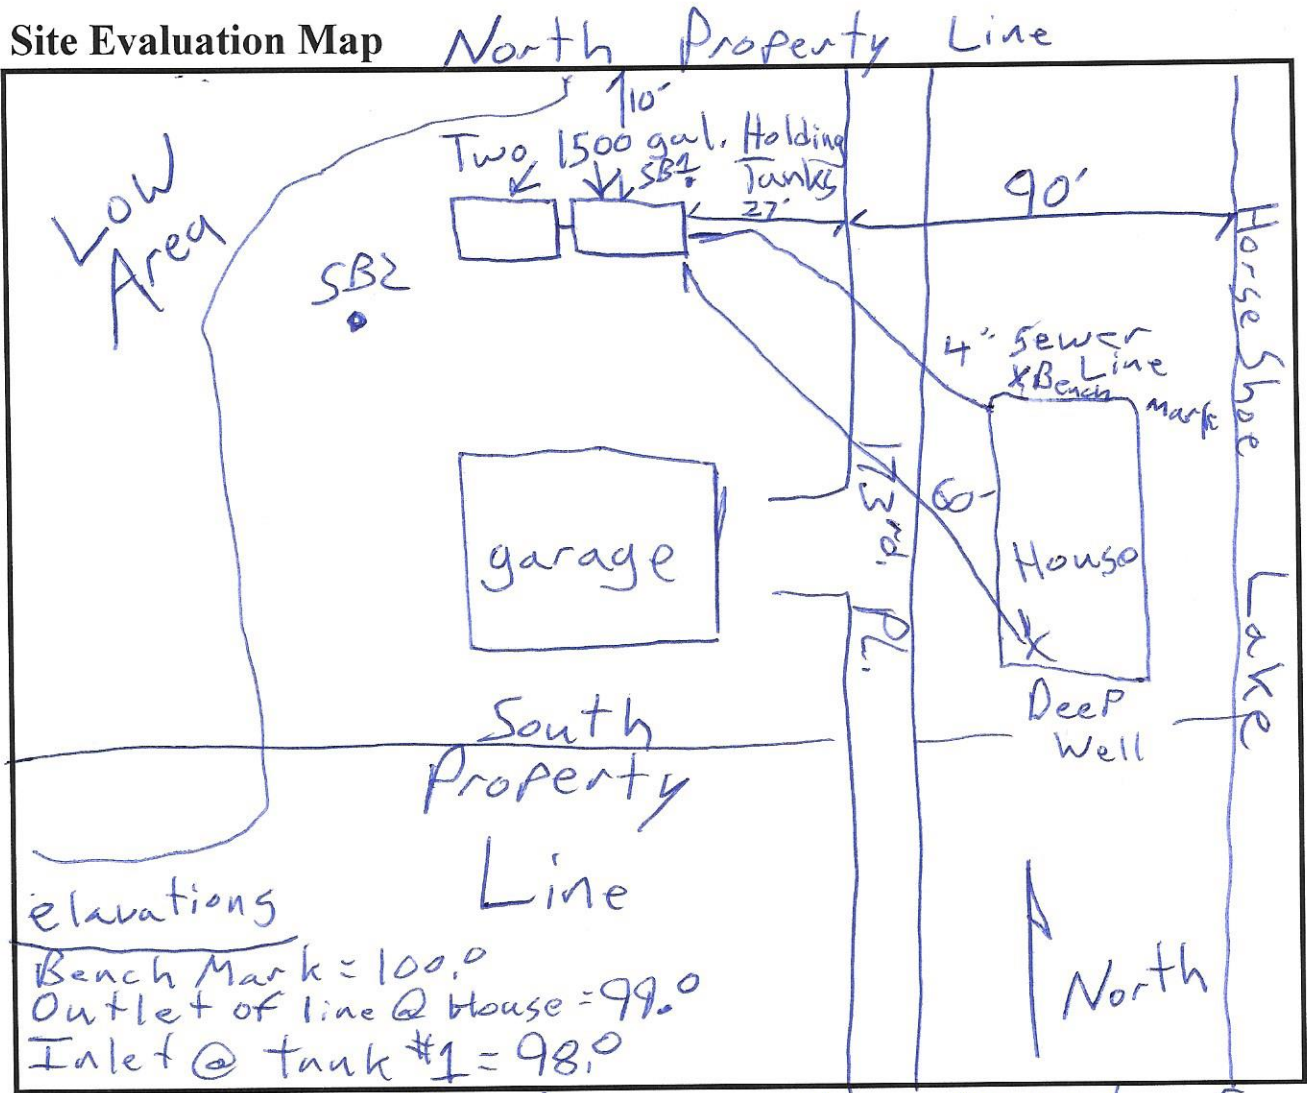 Site Evaluation Map
North Property Line
10'
Two 1500 gal. Holding
Tanks
SB1
27'
90'
Low
Area
SB2
Horse Shoe Lake
4" Sewer
Line
X Bench Mark
garage
173rd. PL.
60'
House
X
Deep
Well
South
Property
Line
elavations
Bench Mark = 100.0
Outlet of line @ House = 99.0
Inlet @ tank #1 = 98.0
North